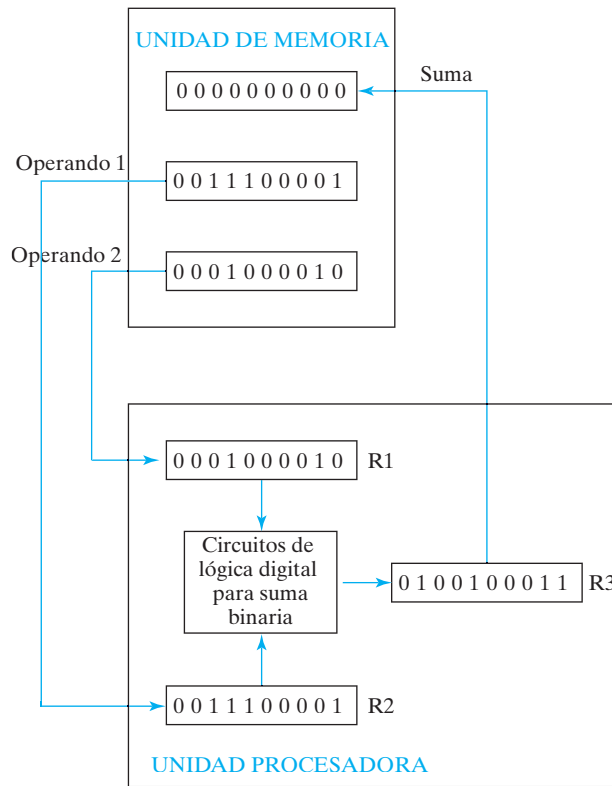 UNIDAD DE MEMORIA
0 0 0 0 0 0 0 0 0 0
Suma
Operando 1
0 0 1 1 1 0 0 0 0 1
Operando 2
0 0 0 1 0 0 0 0 1 0
0 0 0 1 0 0 0 0 1 0 R1
Circuitos de
lógica digital
para suma
binaria
0 1 0 0 1 0 0 0 1 1 R3
0 0 1 1 1 0 0 0 0 1 R2
UNIDAD PROCESADORA